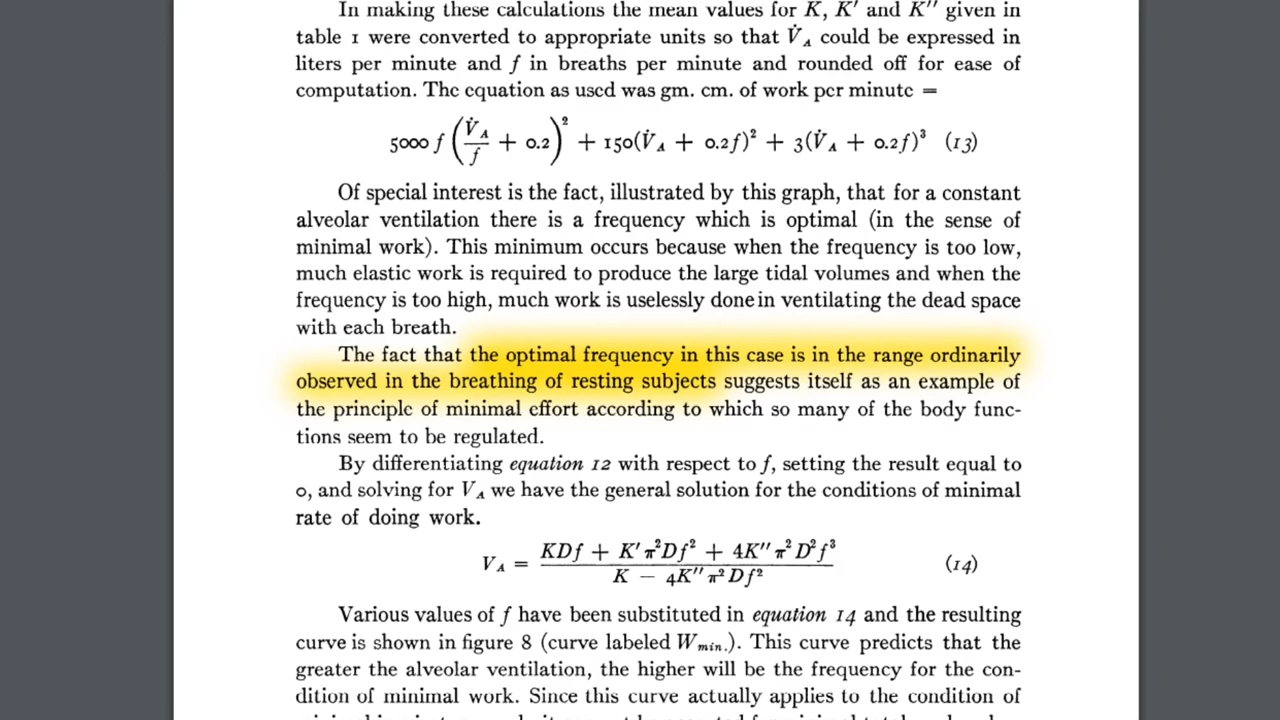 In making these calculations the mean values for K, K′ and K″ given in
table 1 were converted to appropriate units so that V̇_A could be expressed in
liters per minute and f in breaths per minute and rounded off for ease of
computation. The equation as used was gm. cm. of work per minute =
5000 f (V̇_A/f + 0.2)² + 150(V̇_A + 0.2f)² + 3(V̇_A + 0.2f)³ (13)
Of special interest is the fact, illustrated by this graph, that for a constant
alveolar ventilation there is a frequency which is optimal (in the sense of
minimal work). This minimum occurs because when the frequency is too low,
much elastic work is required to produce the large tidal volumes and when the
frequency is too high, much work is uselessly done in ventilating the dead space
with each breath.
The fact that the optimal frequency in this case is in the range ordinarily
observed in the breathing of resting subjects suggests itself as an example of
the principle of minimal effort according to which so many of the body func-
tions seem to be regulated.
By differentiating equation 12 with respect to f, setting the result equal to
0, and solving for V_A we have the general solution for the conditions of minimal
rate of doing work.
V_A = (KDf + K′π²Df² + 4K″π²D²f³) / (K − 4K″π²Df²) (14)
Various values of f have been substituted in equation 14 and the resulting
curve is shown in figure 8 (curve labeled W_min.). This curve predicts that the
greater the alveolar ventilation, the higher will be the frequency for the con-
dition of minimal work. Since this curve actually applies to the condition of